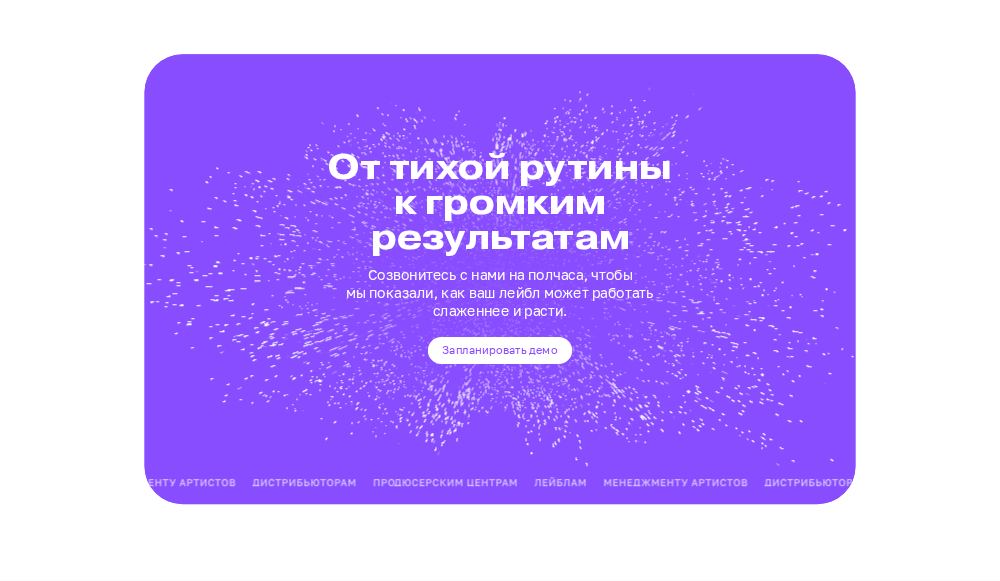 От тихой рутины
к громким
результатам
Созвонитесь с нами на полчаса, чтобы
мы показали, как ваш лейбл может работать
слаженнее и расти.
Запланировать демо
ЕНТУ АРТИСТОВ ДИСТРИБЬЮТОРАМ ПРОДЮСЕРСКИМ ЦЕНТРАМ ЛЕЙБЛАМ МЕНЕДЖМЕНТУ АРТИСТОВ ДИСТРИБЬЮТОР